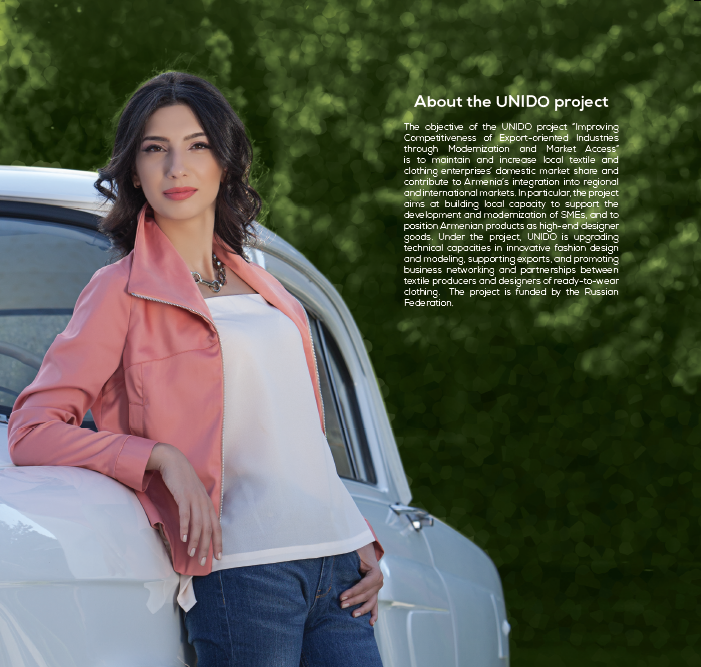 About the UNIDO project
The objective of the UNIDO project "Improving
Competitiveness of Export-oriented Industries
through Modernization and Market Access"
is to maintain and increase local textile and
clothing enterprises' domestic market share and
contribute to Armenia's integration into regional
and international markets. In particular, the project
aims at building local capacity to support the
development and modernization of SMEs, and to
position Armenian products as high-end designer
goods. Under the project, UNIDO is upgrading
technical capacities in innovative fashion design
and modeling, supporting exports, and promoting
business networking and partnerships between
textile producers and designers of ready-to-wear
clothing. The project is funded by the Russian
Federation.